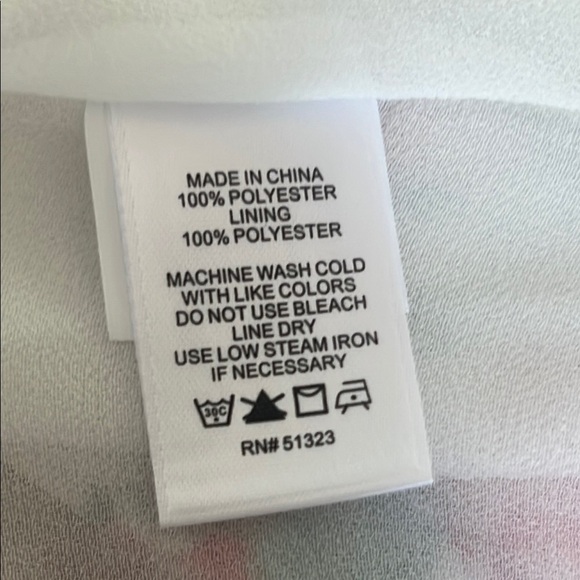 MADE IN CHINA
100% POLYESTER
LINING
100% POLYESTER
MACHINE WASH COLD
WITH LIKE COLORS
DO NOT USE BLEACH
LINE DRY
USE LOW STEAM IRON
IF NECESSARY
30C
RN# 51323